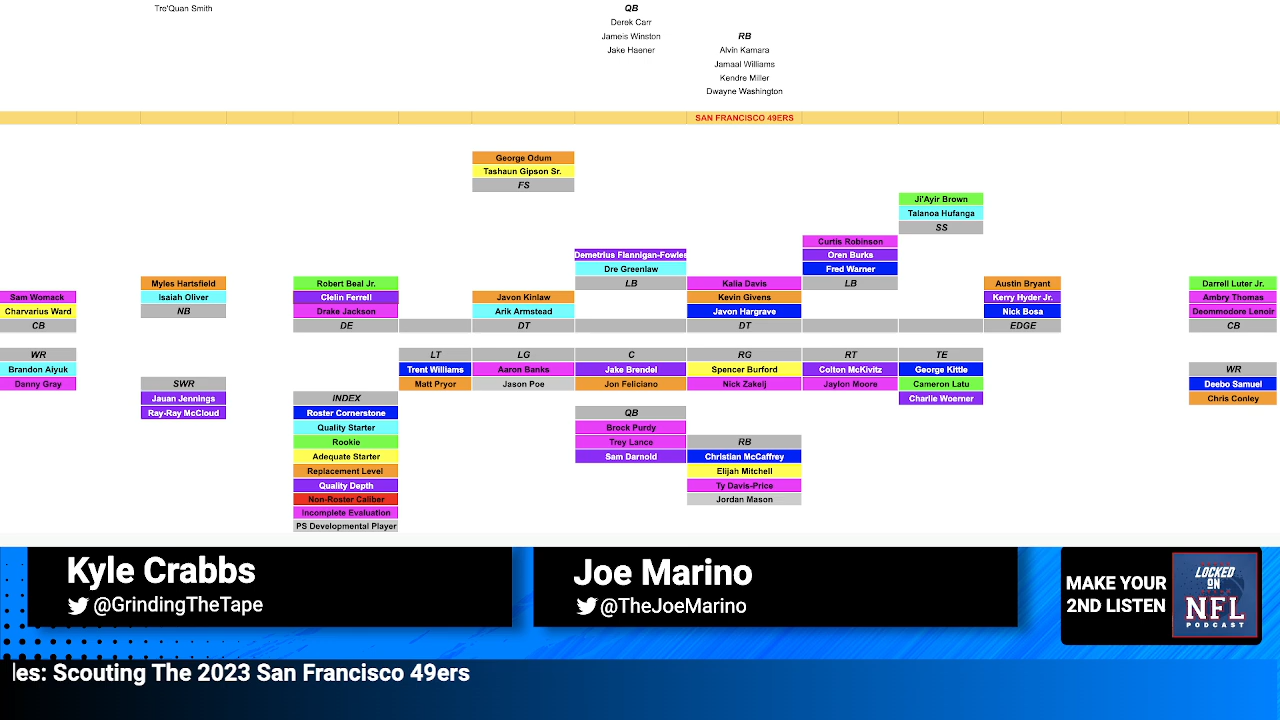 Tre'Quan Smith
QB
Derek Carr
Jameis Winston
Jake Haener
RB
Alvin Kamara
Jamaal Williams
Kendre Miller
Dwayne Washington
SAN FRANCISCO 49ERS
George Odum
Tashaun Gipson Sr.
FS
Ji'Ayir Brown
Talanoa Hufanga
SS
Demetrius Flannigan-Fowles
Dre Greenlaw
LB
Curtis Robinson
Oren Burks
Fred Warner
LB
Sam Womack
Charvarius Ward
CB
Myles Hartsfield
Isaiah Oliver
NB
Robert Beal Jr.
Clelin Ferrell
Drake Jackson
DE
Javon Kinlaw
Arik Armstead
DT
Kalia Davis
Kevin Givens
Javon Hargrave
DT
Austin Bryant
Kerry Hyder Jr.
Nick Bosa
EDGE
Darrell Luter Jr.
Ambry Thomas
Deommodore Lenoir
CB
WR
Brandon Aiyuk
Danny Gray
SWR
Jauan Jennings
Ray-Ray McCloud
LT
Trent Williams
Matt Pryor
LG
Aaron Banks
Jason Poe
C
Jake Brendel
Jon Feliciano
RG
Spencer Burford
Nick Zakelj
RT
Colton McKivitz
Jaylon Moore
TE
George Kittle
Cameron Latu
Charlie Woerner
WR
Deebo Samuel
Chris Conley
INDEX
Roster Cornerstone
Quality Starter
Rookie
Adequate Starter
Replacement Level
Quality Depth
Non-Roster Caliber
Incomplete Evaluation
PS Developmental Player
QB
Brock Purdy
Trey Lance
Sam Darnold
RB
Christian McCaffrey
Elijah Mitchell
Ty Davis-Price
Jordan Mason
Kyle Crabbs
@GrindingTheTape
Joe Marino
@TheJoeMarino
MAKE YOUR
2ND LISTEN
LOCKED
ON
NFL
PODCAST
les: Scouting The 2023 San Francisco 49ers